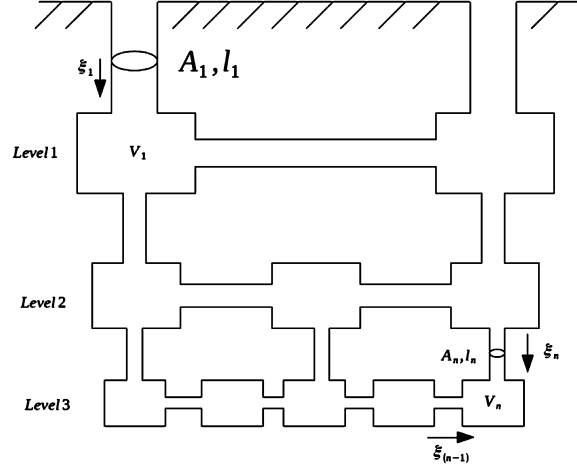 A₁, l₁
ξ₁
Level 1
V₁
Level 2
Aₙ, lₙ
ξₙ
Level 3
Vₙ
ξ₍ₙ₋₁₎